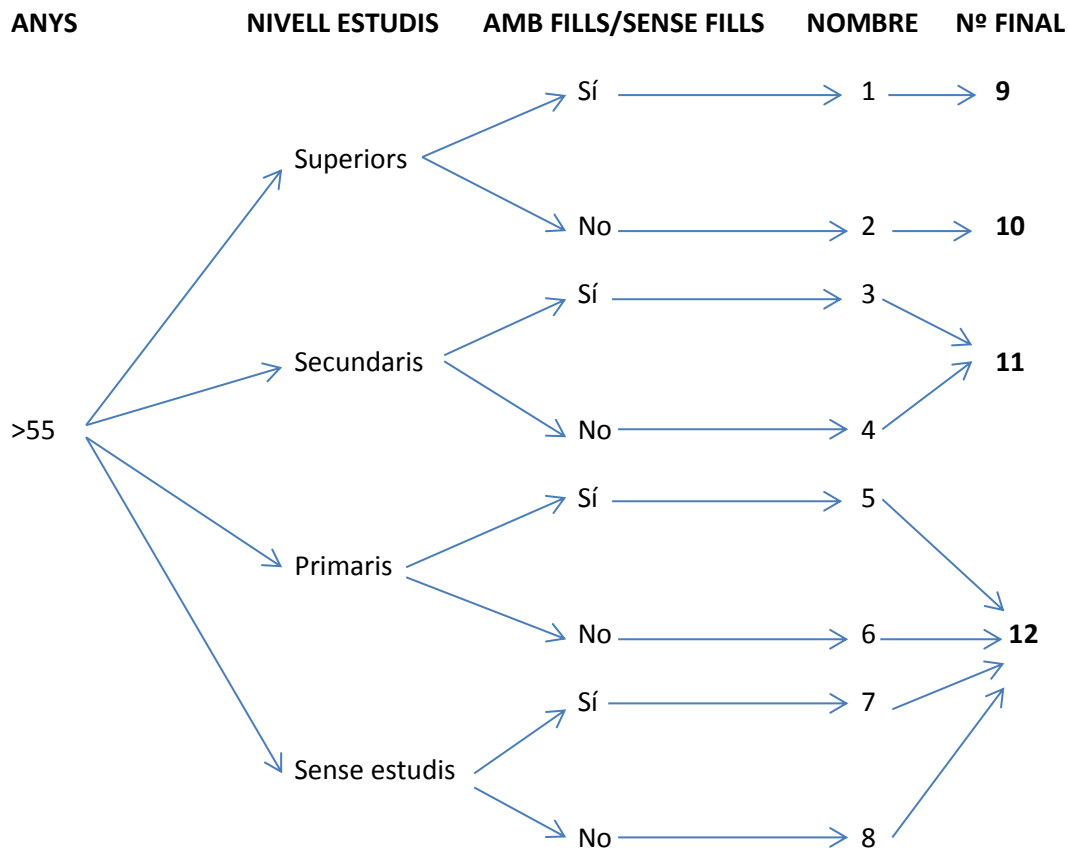 ANYS NIVELL ESTUDIS AMB FILLS/SENSE FILLS NOMBRE Nº FINAL
Sí 1 9
Superiors
No 2 10
Sí 3
Secundaris 11
>55 No 4
Sí 5
Primaris
No 6 12
Sí 7
Sense estudis
No 8